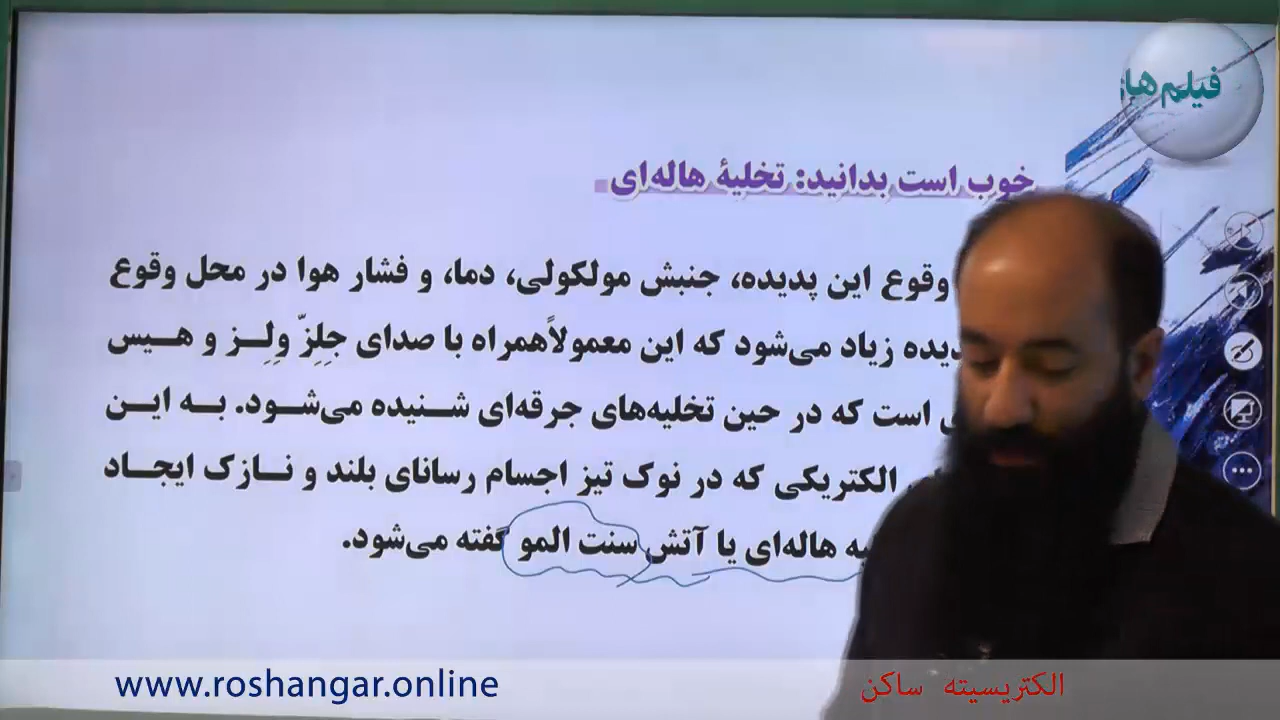 فیلم های
خوب است بدانید: تخلیهٔ هاله‌ای
وقوع این پدیده، جنبش مولکولی، دما، و فشار هوا در محل وقوع
زیاد می‌شود که این معمولاًهمراه با صدای جِلِزّ وِلِز و هیس
است که در حین تخلیه‌های جرقه‌ای شنیده می‌شود. به این
الکتریکی که در نوک تیز اجسام رسانای بلند و نازک ایجاد
هاله‌ای یا آتش سنت المو گفته می‌شود.
www.roshangar.online
الکتریسیته ساکن